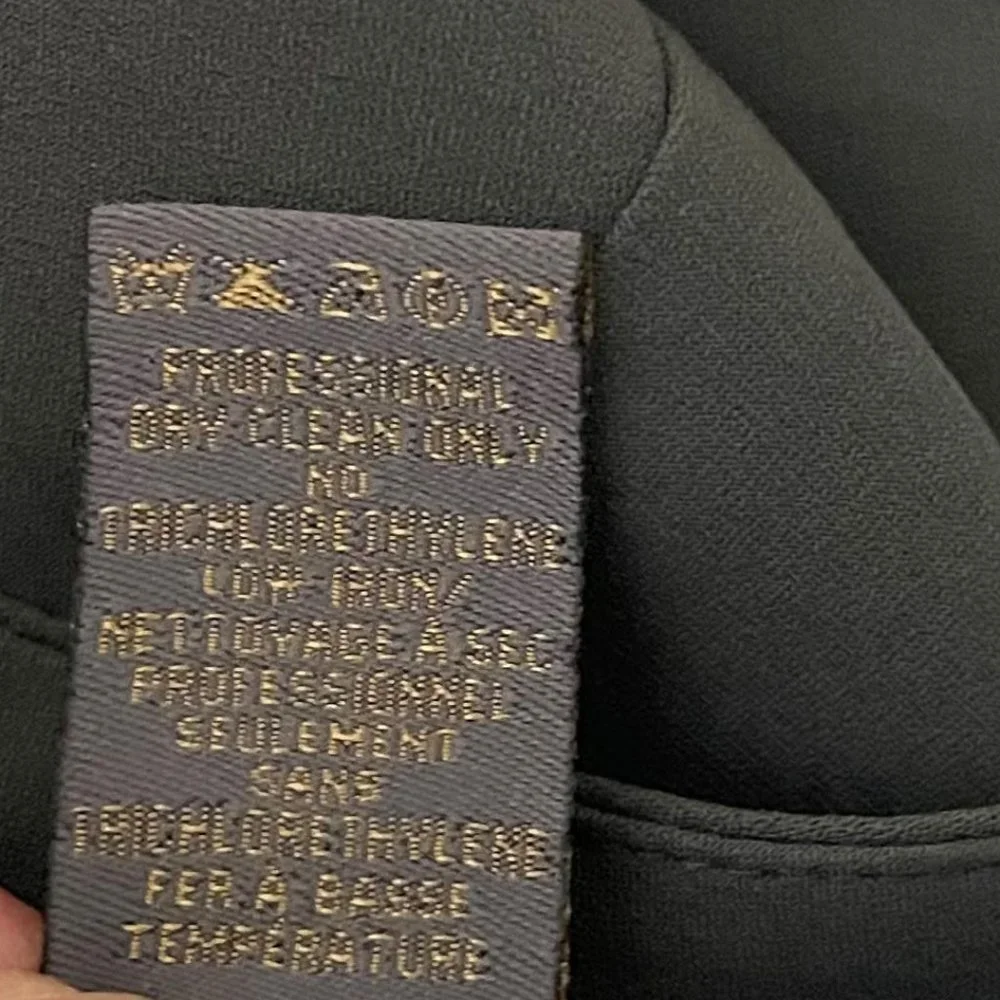 PROFESSIONAL
DRY CLEAN ONLY
NO
TRICHLORETHYLENE
LOW IRON/
NETTOYAGE À SEC
PROFESSIONNEL
SEULEMENT
SANS
TRICHLORETHYLENE
FER À BASSE
TEMPÉRATURE